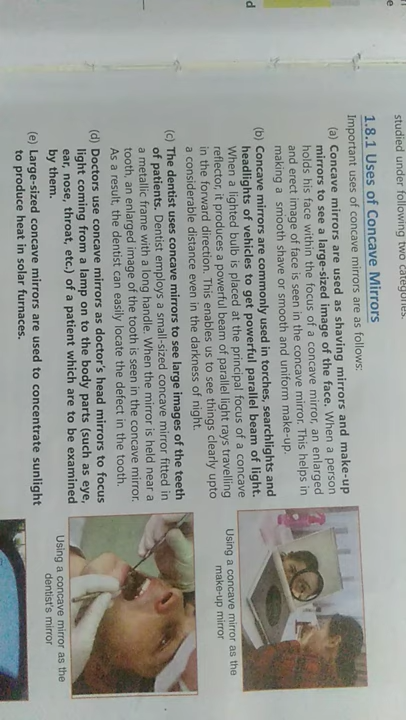 studied under following two categories.
1.8.1 Uses of Concave Mirrors
Important uses of concave mirrors are as follows:
(a) Concave mirrors are used as shaving mirrors and make-up
mirrors to see a large-sized image of the face. When a person
holds his face within the focus of a concave mirror, an enlarged
and erect image of face is seen in the concave mirror. This helps in
making a smooth shave or smooth and uniform make-up.
Using a concave mirror as the
make-up mirror
(b) Concave mirrors are commonly used in torches, searchlights and
headlights of vehicles to get powerful parallel beam of light.
When a lighted bulb is placed at the principal focus of a concave
reflector, it produces a powerful beam of parallel light rays travelling
in the forward direction. This enables us to see things clearly upto
a considerable distance even in the darkness of night.
(c) The dentist uses concave mirrors to see large images of the teeth
of patients. Dentist employs a small-sized concave mirror fitted in
a metallic frame with a long handle. When the mirror is held near a
tooth, an enlarged image of the tooth is seen in the concave mirror.
As a result, the dentist can easily locate the defect in the tooth.
(d) Doctors use concave mirrors as doctor's head mirrors to focus
light coming from a lamp on to the body parts (such as eye,
ear, nose, throat, etc.) of a patient which are to be examined
by them.
Using a concave mirror as the
dentist's mirror
(e) Large-sized concave mirrors are used to concentrate sunlight
to produce heat in solar furnaces.